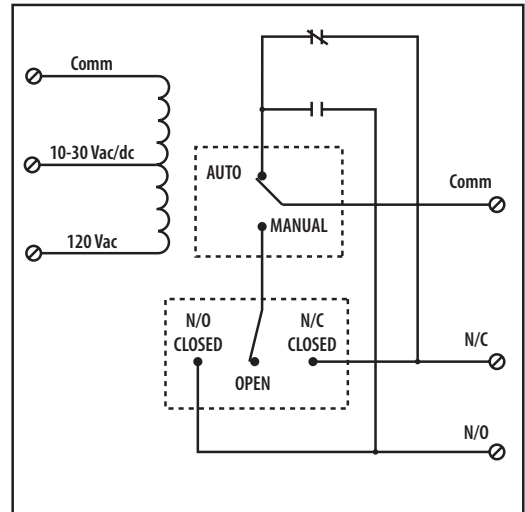 Comm
10-30 Vac/dc
120 Vac
AUTO
MANUAL
Comm
N/O
CLOSED
N/C
CLOSED
OPEN
N/C
N/O